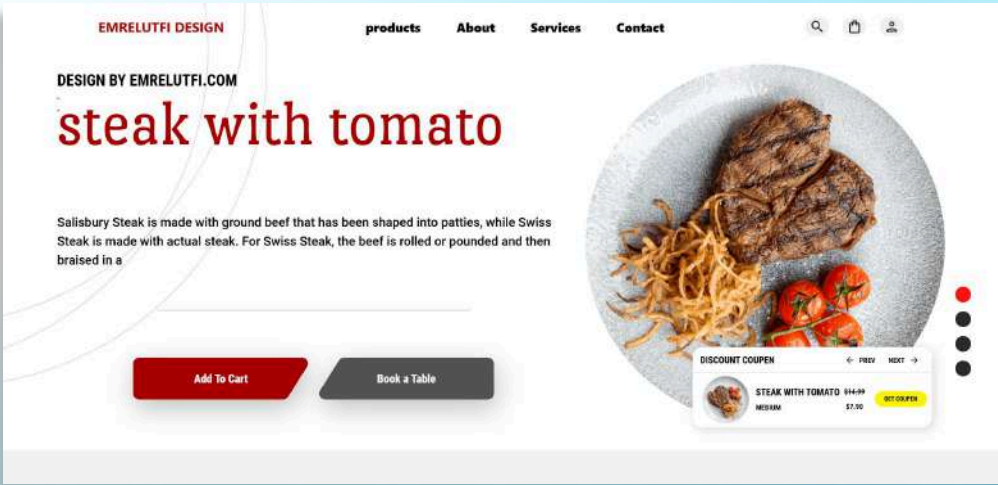 EMRELUTFI DESIGN
products About Services Contact
DESIGN BY EMRELUTFI.COM
steak with tomato
Salisbury Steak is made with ground beef that has been shaped into patties, while Swiss
Steak is made with actual steak. For Swiss Steak, the beef is rolled or pounded and then
braised in a
Add To Cart Book a Table
DISCOUNT COUPEN ← PREV NEXT →
STEAK WITH TOMATO $14.99
MEDIUM $7.90
GET COUPEN